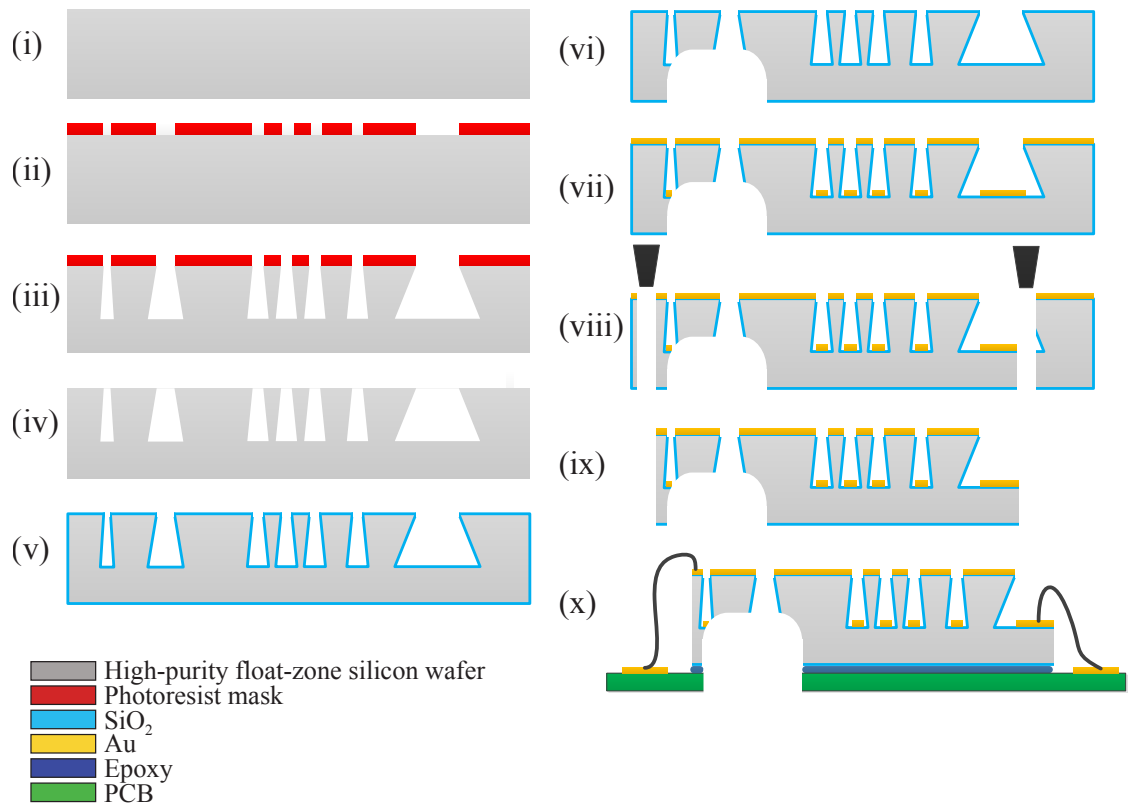 (i)
(ii)
(iii)
(iv)
(v)
(vi)
(vii)
(viii)
(ix)
(x)
High-purity float-zone silicon wafer
Photoresist mask
SiO₂
Au
Epoxy
PCB